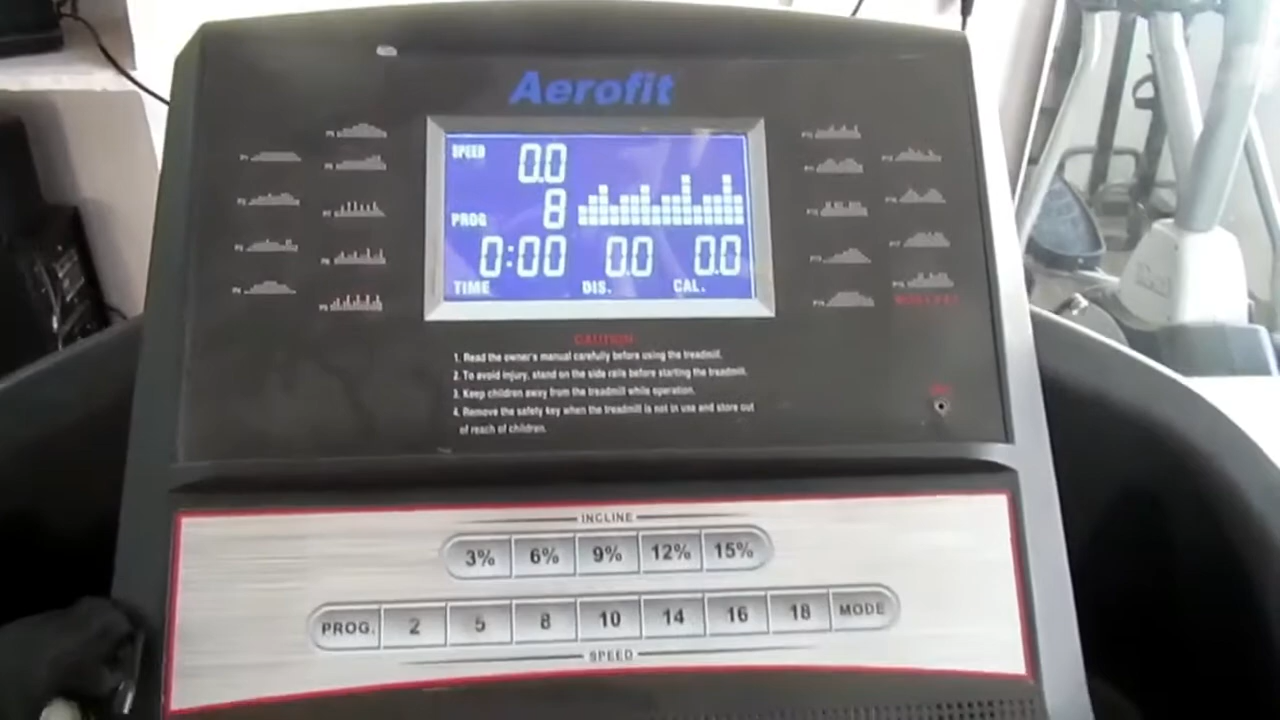 Aerofit
SPEED 0.0
PROG 8
0:00 0.0 0.0
TIME DIS. CAL.
CAUTION
1. Read the owner's manual carefully before using the treadmill.
2. To avoid injury, stand on the side rails before starting the treadmill.
3. Keep children away from the treadmill while operation.
4. Remove the safety key when the treadmill is not in use and store out
of reach of children.
INCLINE
3% 6% 9% 12% 15%
PROG. 2 5 8 10 14 16 18 MODE
SPEED